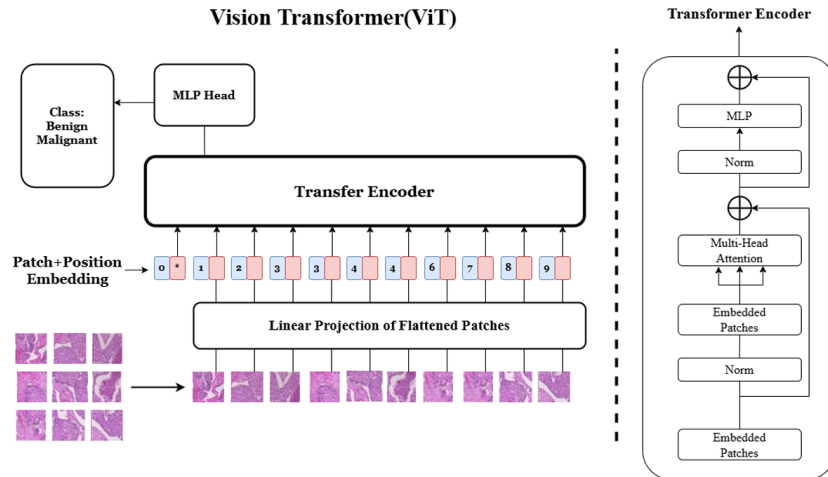 Vision Transformer(ViT)
Transformer Encoder
MLP Head
Class:
Benign
Malignant
Transfer Encoder
Patch+Position
Embedding
0 * 1 2 3 3 4 4 6 7 8 9
Linear Projection of Flattened Patches
MLP
Norm
Multi-Head
Attention
Embedded
Patches
Norm
Embedded
Patches